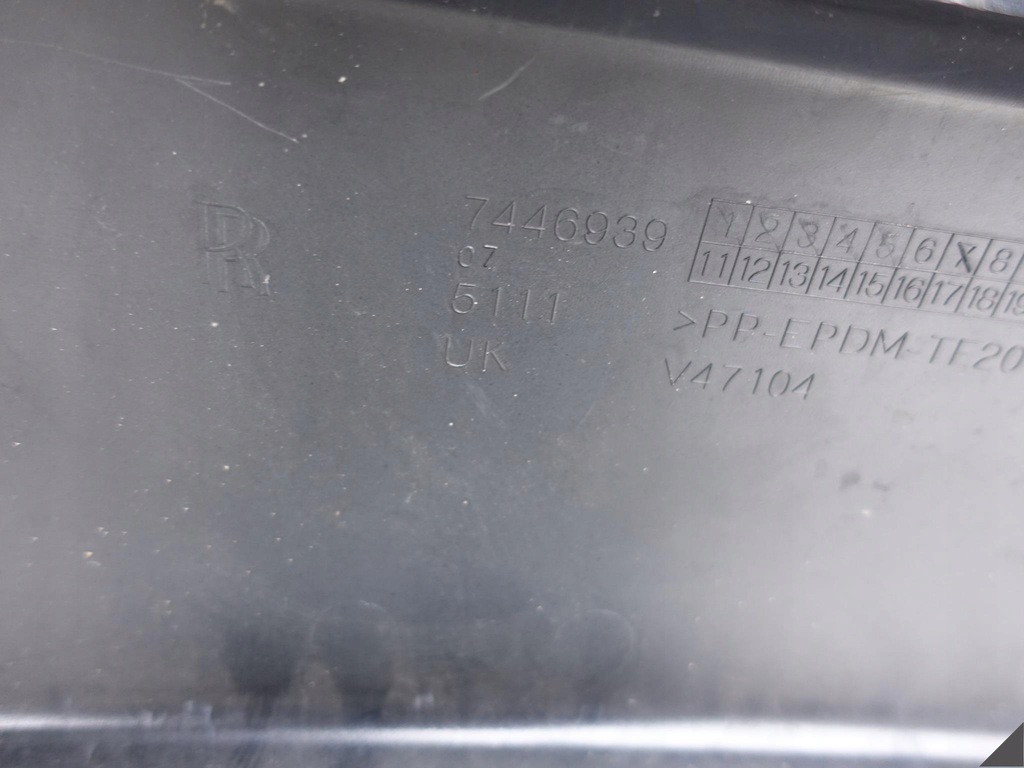 RR
7446939
07
5111
UK
1 2 3 4 5 6 X 8
11 12 13 14 15 16 17 18 19
>PP-EPDM-TF20
V47104